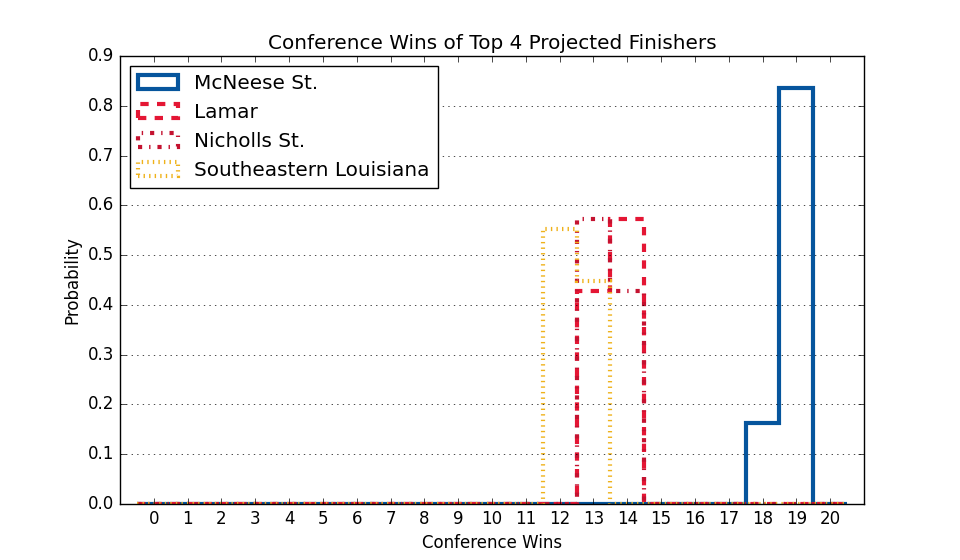 Conference Wins of Top 4 Projected Finishers
McNeese St.
Lamar
Nicholls St.
Southeastern Louisiana
0.9
0.8
0.7
0.6
0.5
0.4
0.3
0.2
0.1
0.0
Probability
0 1 2 3 4 5 6 7 8 9 10 11 12 13 14 15 16 17 18 19 20
Conference Wins